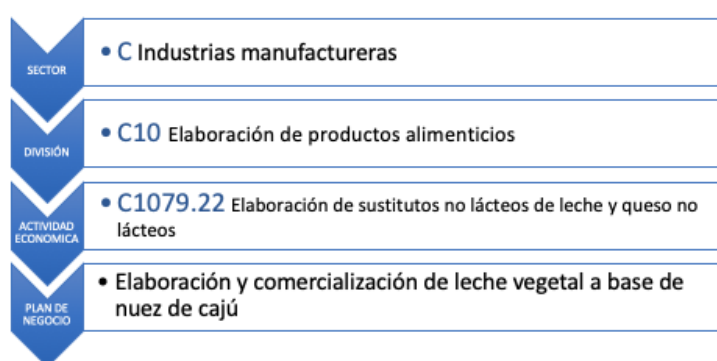 SECTOR
• C Industrias manufactureras
DIVISIÓN
• C10 Elaboración de productos alimenticios
ACTIVIDAD
ECONOMICA
• C1079.22 Elaboración de sustitutos no lácteos de leche y queso no
lácteos
PLAN DE
NEGOCIO
• Elaboración y comercialización de leche vegetal a base de
nuez de cajú